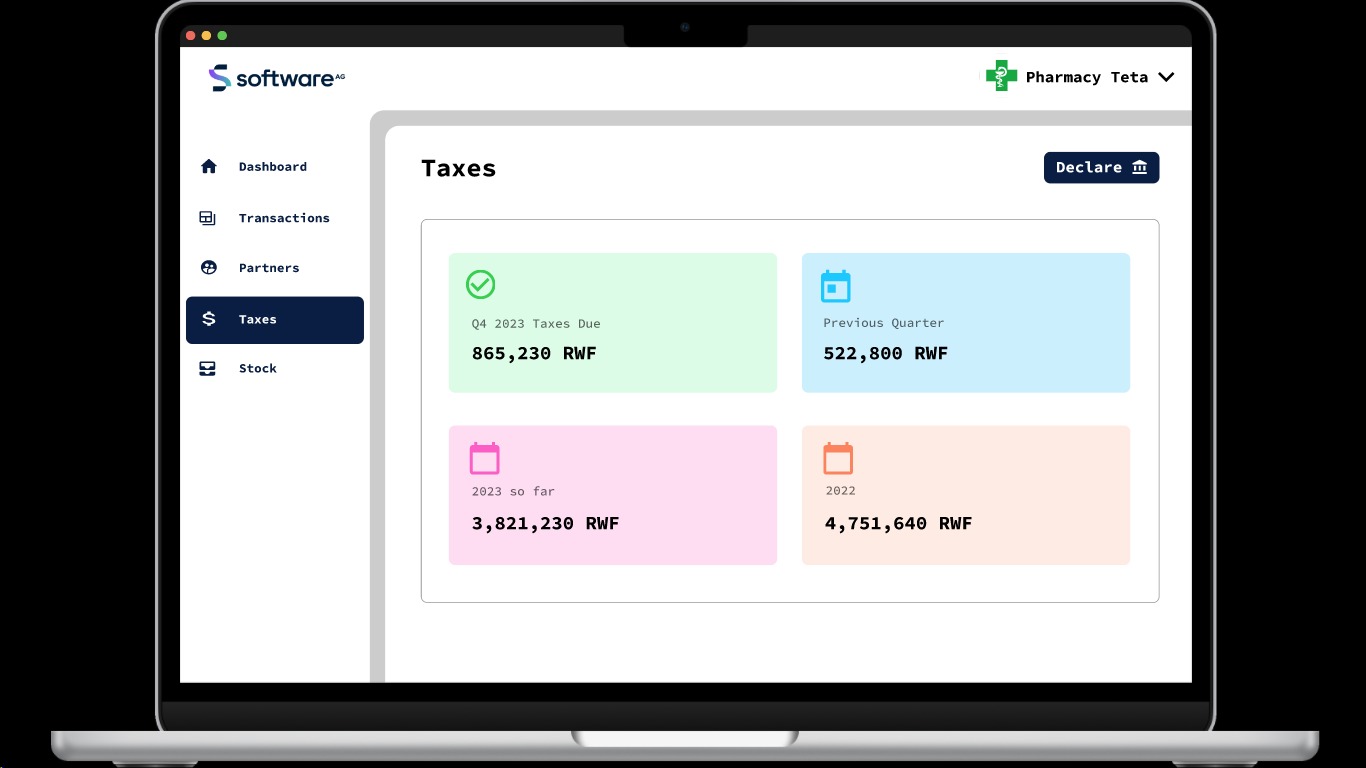 software AG
Pharmacy Teta
Dashboard
Transactions
Partners
Taxes
Stock
Taxes
Declare
Q4 2023 Taxes Due
865,230 RWF
Previous Quarter
522,800 RWF
2023 so far
3,821,230 RWF
2022
4,751,640 RWF